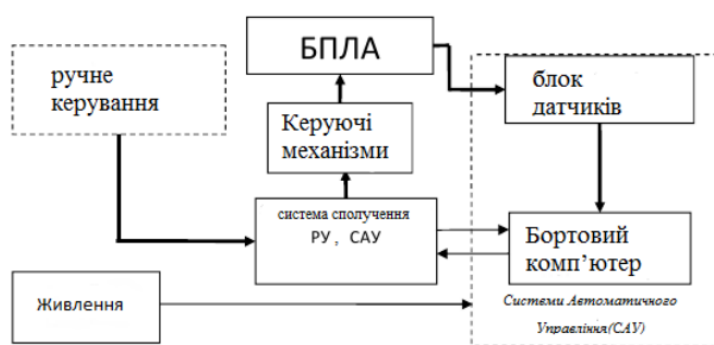 БПЛА
ручне
керування
блок
датчиків
Керуючі
механізми
система сполучення
РУ , САУ
Бортовий
комп’ютер
Живлення
Системи Автоматичного
Управління(САУ)